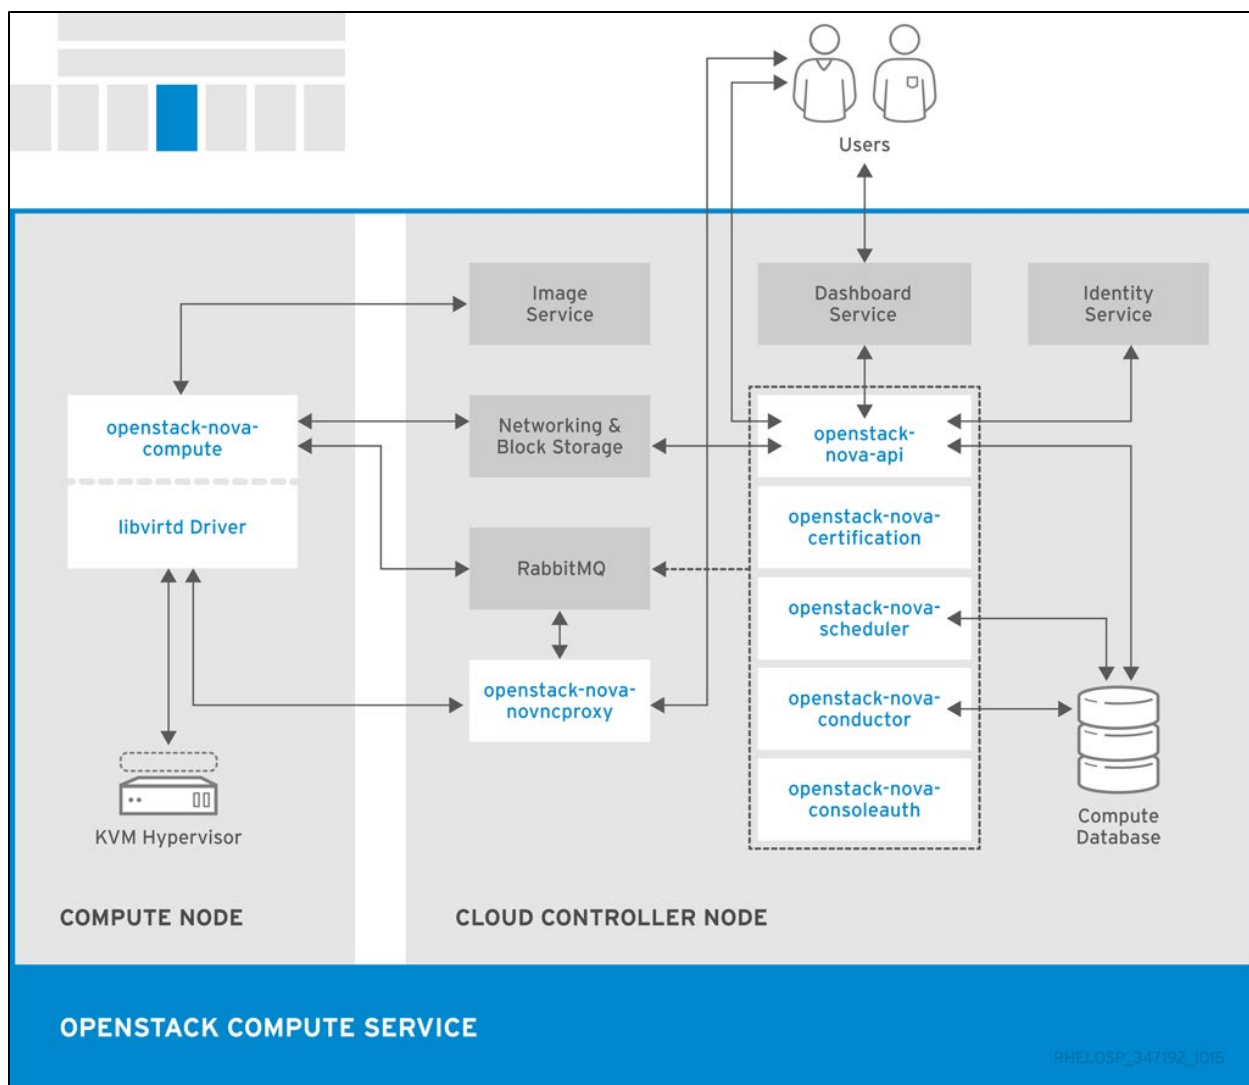 Users
Image
Service
Dashboard
Service
Identity
Service
openstack-nova-
compute
libvirtd Driver
Networking &
Block Storage
openstack-
nova-api
openstack-nova-
certification
RabbitMQ
openstack-nova-
scheduler
openstack-nova-
novncproxy
openstack-nova-
conductor
openstack-nova-
consoleauth
KVM Hypervisor
Compute
Database
COMPUTE NODE
CLOUD CONTROLLER NODE
OPENSTACK COMPUTE SERVICE
RHELOSP_347192_1015